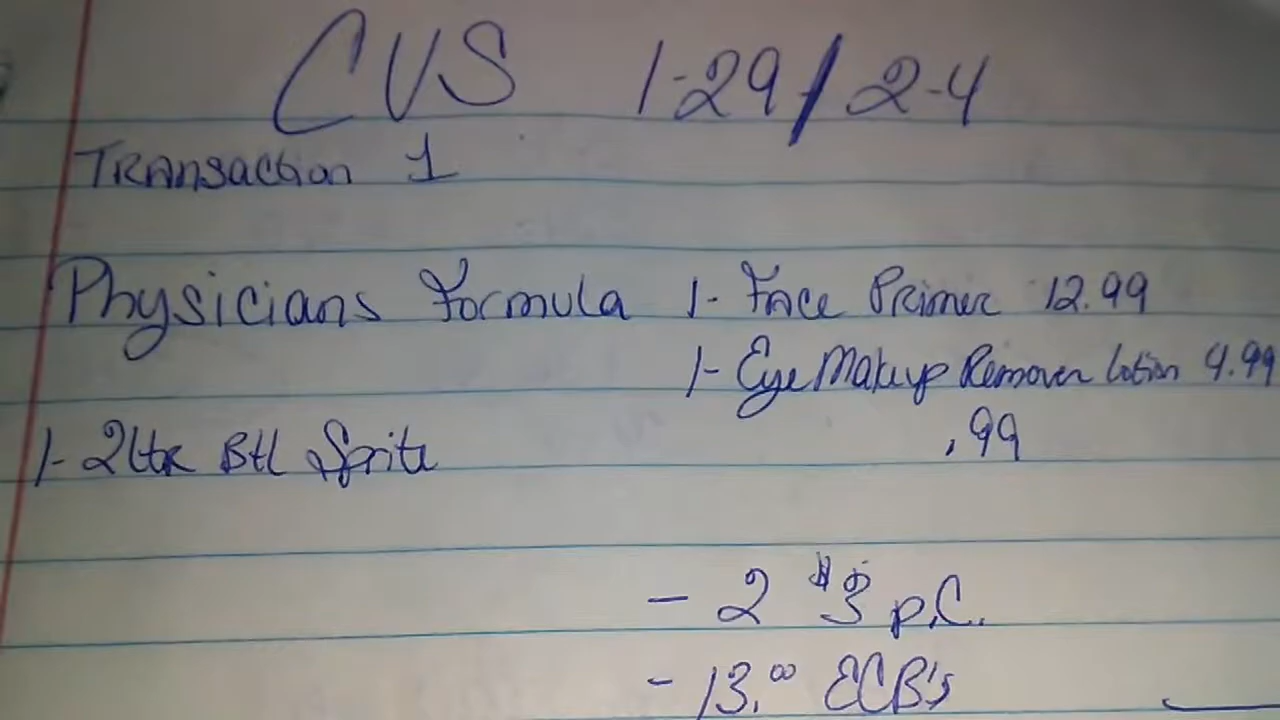 CVS 1-29/2-4
Transaction 1
Physicians Formula 1- Face Primer 12.99
1- Eye Makeup Remover Lotion 4.99
1- 2ltr Btl Sprite .99
- 2 $3 p.C.
- 13.00 ECB's